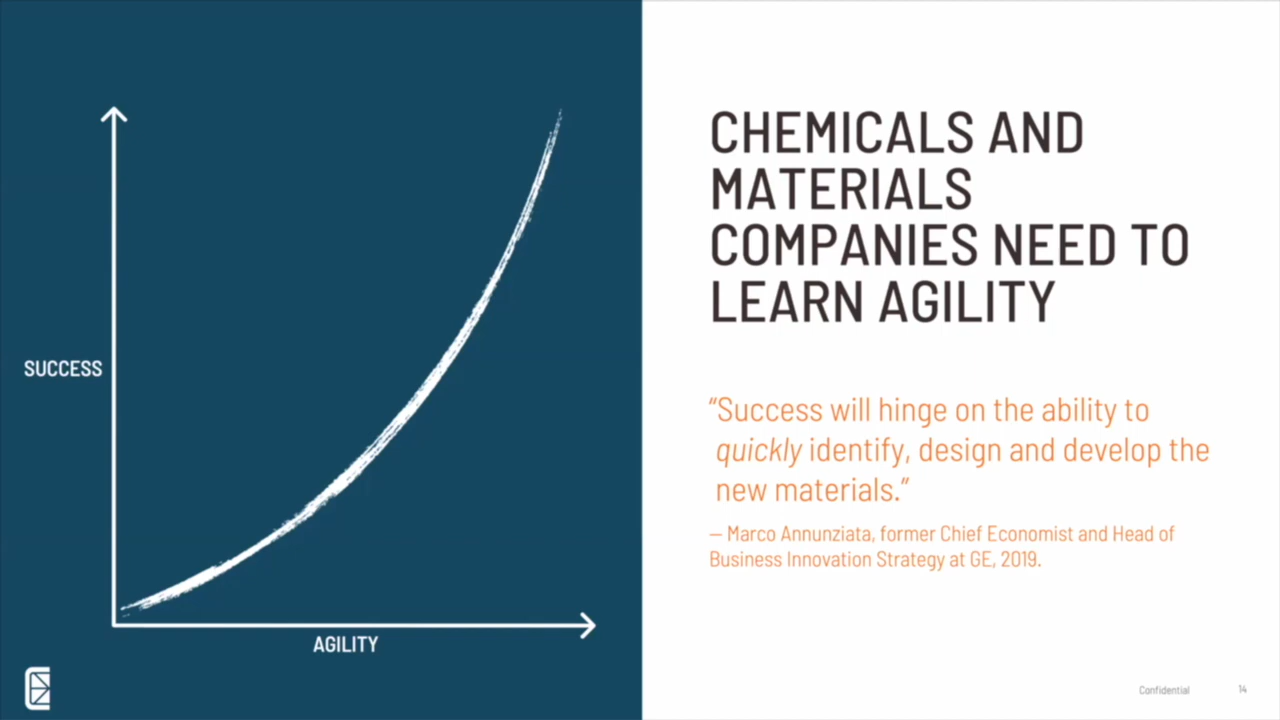 SUCCESS
AGILITY
CHEMICALS AND
MATERIALS
COMPANIES NEED TO
LEARN AGILITY
“Success will hinge on the ability to
quickly identify, design and develop the
new materials.”
– Marco Annunziata, former Chief Economist and Head of
Business Innovation Strategy at GE, 2019.
Confidential 14